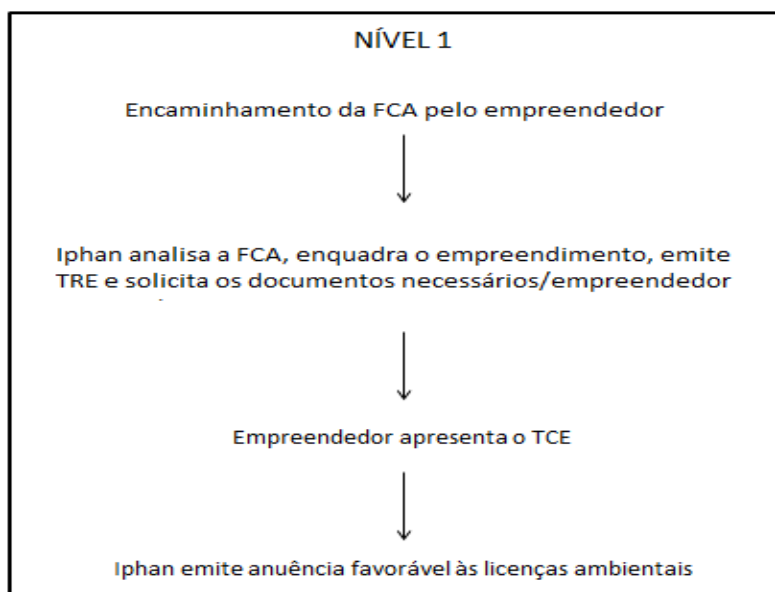 NÍVEL 1
Encaminhamento da FCA pelo empreendedor
Iphan analisa a FCA, enquadra o empreendimento, emite
TRE e solicita os documentos necessários/empreendedor
Empreendedor apresenta o TCE
Iphan emite anuência favorável às licenças ambientais